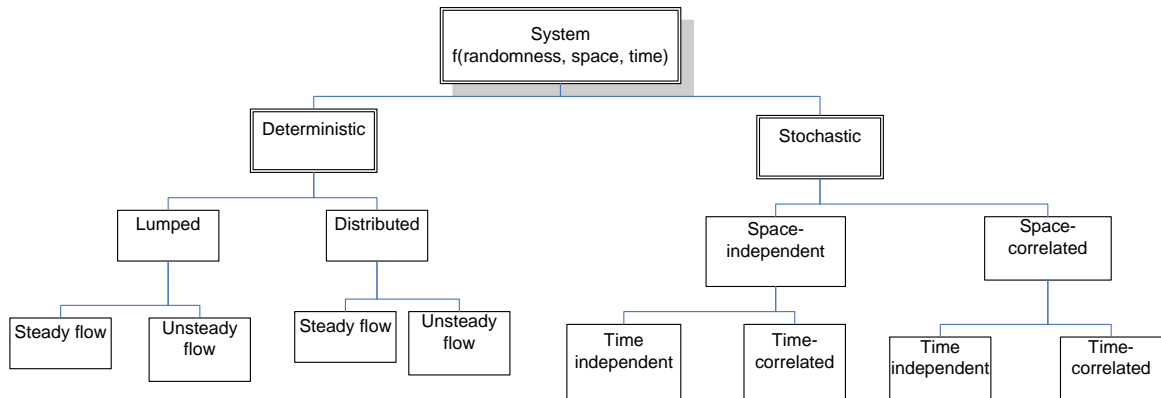 System
f(randomness, space, time)
Deterministic
Stochastic
Lumped
Distributed
Space-
independent
Space-
correlated
Steady flow
Unsteady
flow
Steady flow
Unsteady
flow
Time
independent
Time-
correlated
Time
independent
Time-
correlated